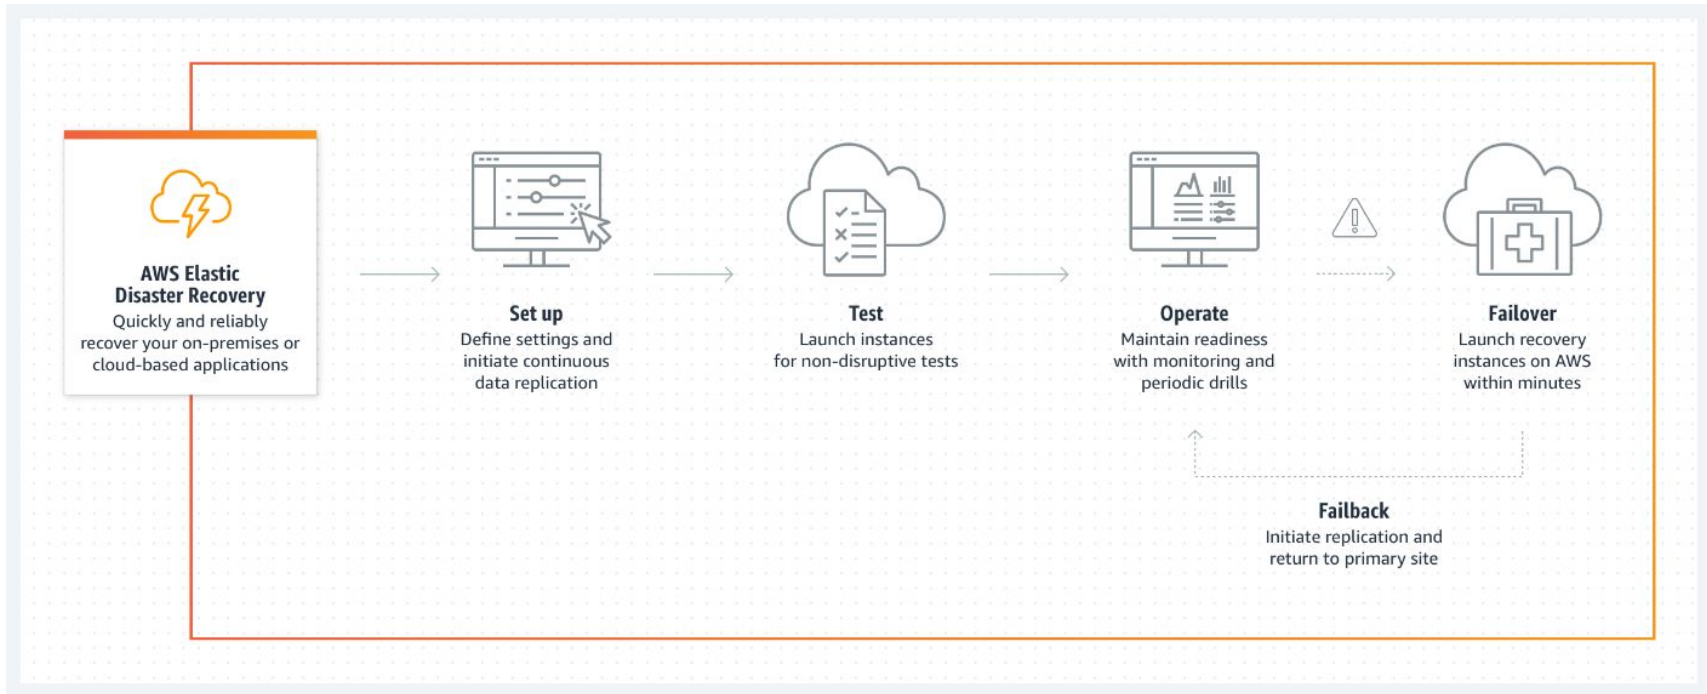 AWS Elastic
Disaster Recovery
Quickly and reliably
recover your on-premises or
cloud-based applications
Set up
Define settings and
initiate continuous
data replication
Test
Launch instances
for non-disruptive tests
Operate
Maintain readiness
with monitoring and
periodic drills
Failover
Launch recovery
instances on AWS
within minutes
Failback
Initiate replication and
return to primary site